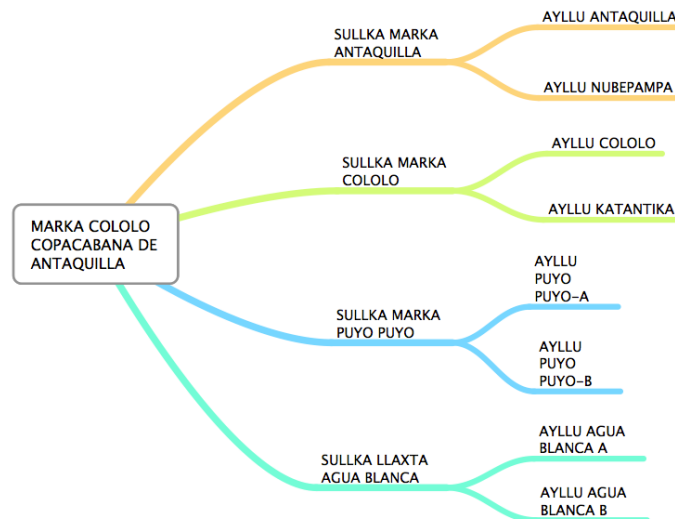 SULLKA MARKA
ANTAQUILLA
AYLLU ANTAQUILLA
AYLLU NUBEPAMPA
SULLKA MARKA
COLOLO
AYLLU COLOLO
AYLLU KATANTIKA
MARKA COLOLO
COPACABANA DE
ANTAQUILLA
SULLKA MARKA
PUYO PUYO
AYLLU
PUYO
PUYO-A
AYLLU
PUYO
PUYO-B
SULLKA LLAXTA
AGUA BLANCA
AYLLU AGUA
BLANCA A
AYLLU AGUA
BLANCA B